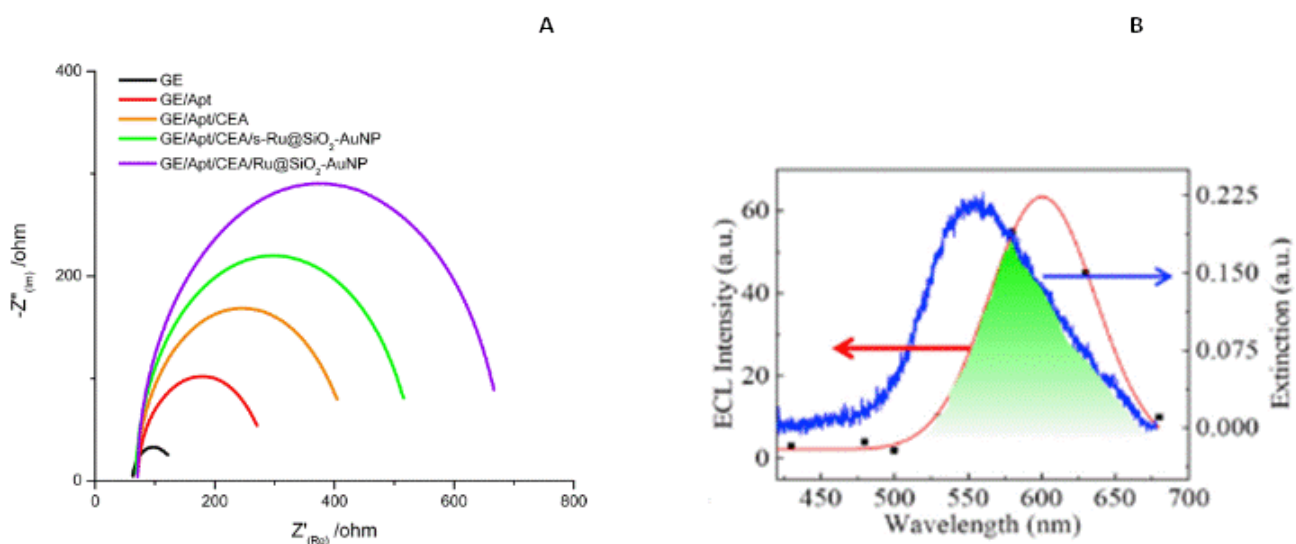 A
400
GE
GE/Apt
GE/Apt/CEA
GE/Apt/CEA/s-Ru@SiO2-AuNP
GE/Apt/CEA/Ru@SiO2-AuNP
200
0
-Z"(Im) /ohm
0 200 400 600 800
Z'(Re) /ohm
B
60
40
20
0
ECL Intensity (a.u.)
0.225
0.150
0.075
0.000
Extinction (a.u.)
450 500 550 600 650 700
Wavelength (nm)